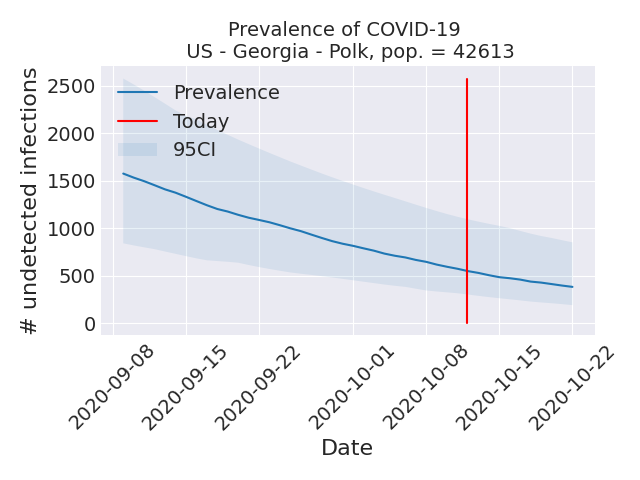 Prevalence of COVID-19
US - Georgia - Polk, pop. = 42613
# undetected infections
2500
2000
1500
1000
500
0
Prevalence
Today
95CI
2020-09-08
2020-09-15
2020-09-22
2020-10-01
2020-10-08
2020-10-15
2020-10-22
Date